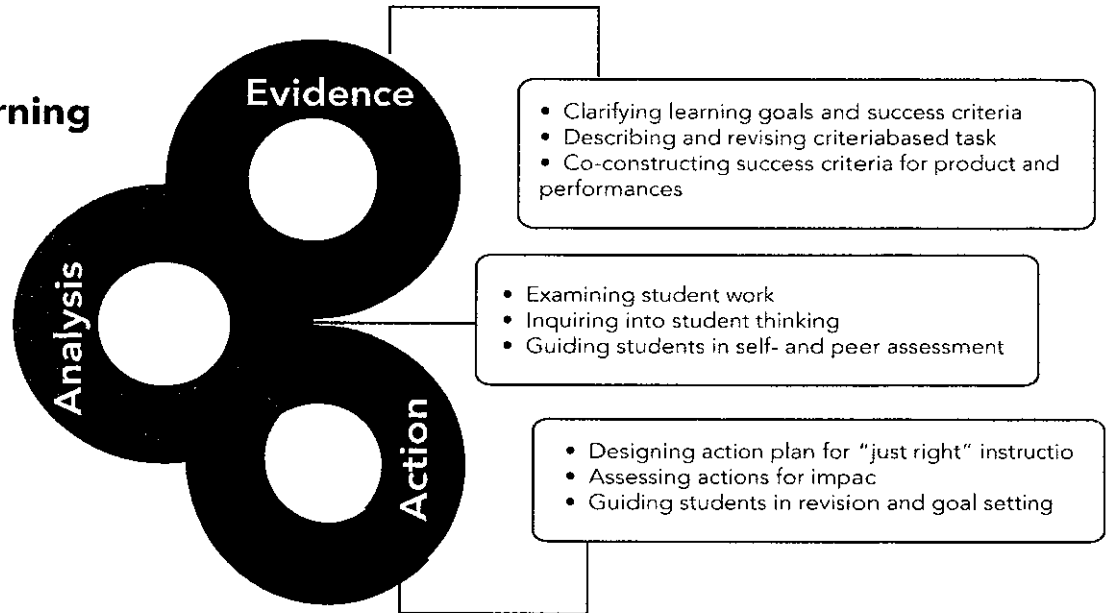 rning
Evidence
• Clarifying learning goals and success criteria
• Describing and revising criteriabased task
• Co-constructing success criteria for product and
performances
Analysis
• Examining student work
• Inquiring into student thinking
• Guiding students in self- and peer assessment
Action
• Designing action plan for "just right" instructio
• Assessing actions for impac
• Guiding students in revision and goal setting